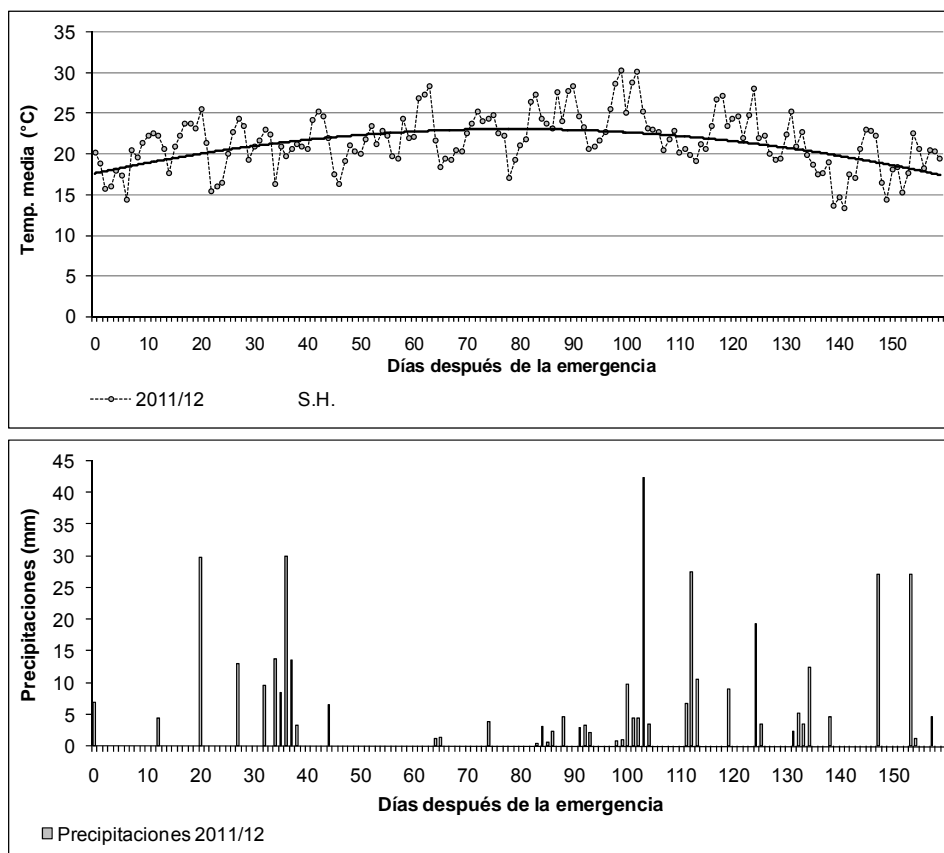 35
30
25
20
15
10
5
0
Temp. media (°C)
0 10 20 30 40 50 60 70 80 90 100 110 120 130 140 150
Días después de la emergencia
2011/12 S.H.
45
40
35
30
25
20
15
10
5
0
Precipitaciones (mm)
0 10 20 30 40 50 60 70 80 90 100 110 120 130 140 150
Días después de la emergencia
Precipitaciones 2011/12